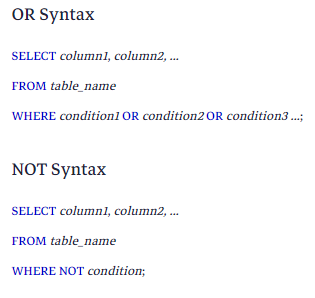 OR Syntax
SELECT column1, column2, ...
FROM table_name
WHERE condition1 OR condition2 OR condition3 ...;
NOT Syntax
SELECT column1, column2, ...
FROM table_name
WHERE NOT condition;